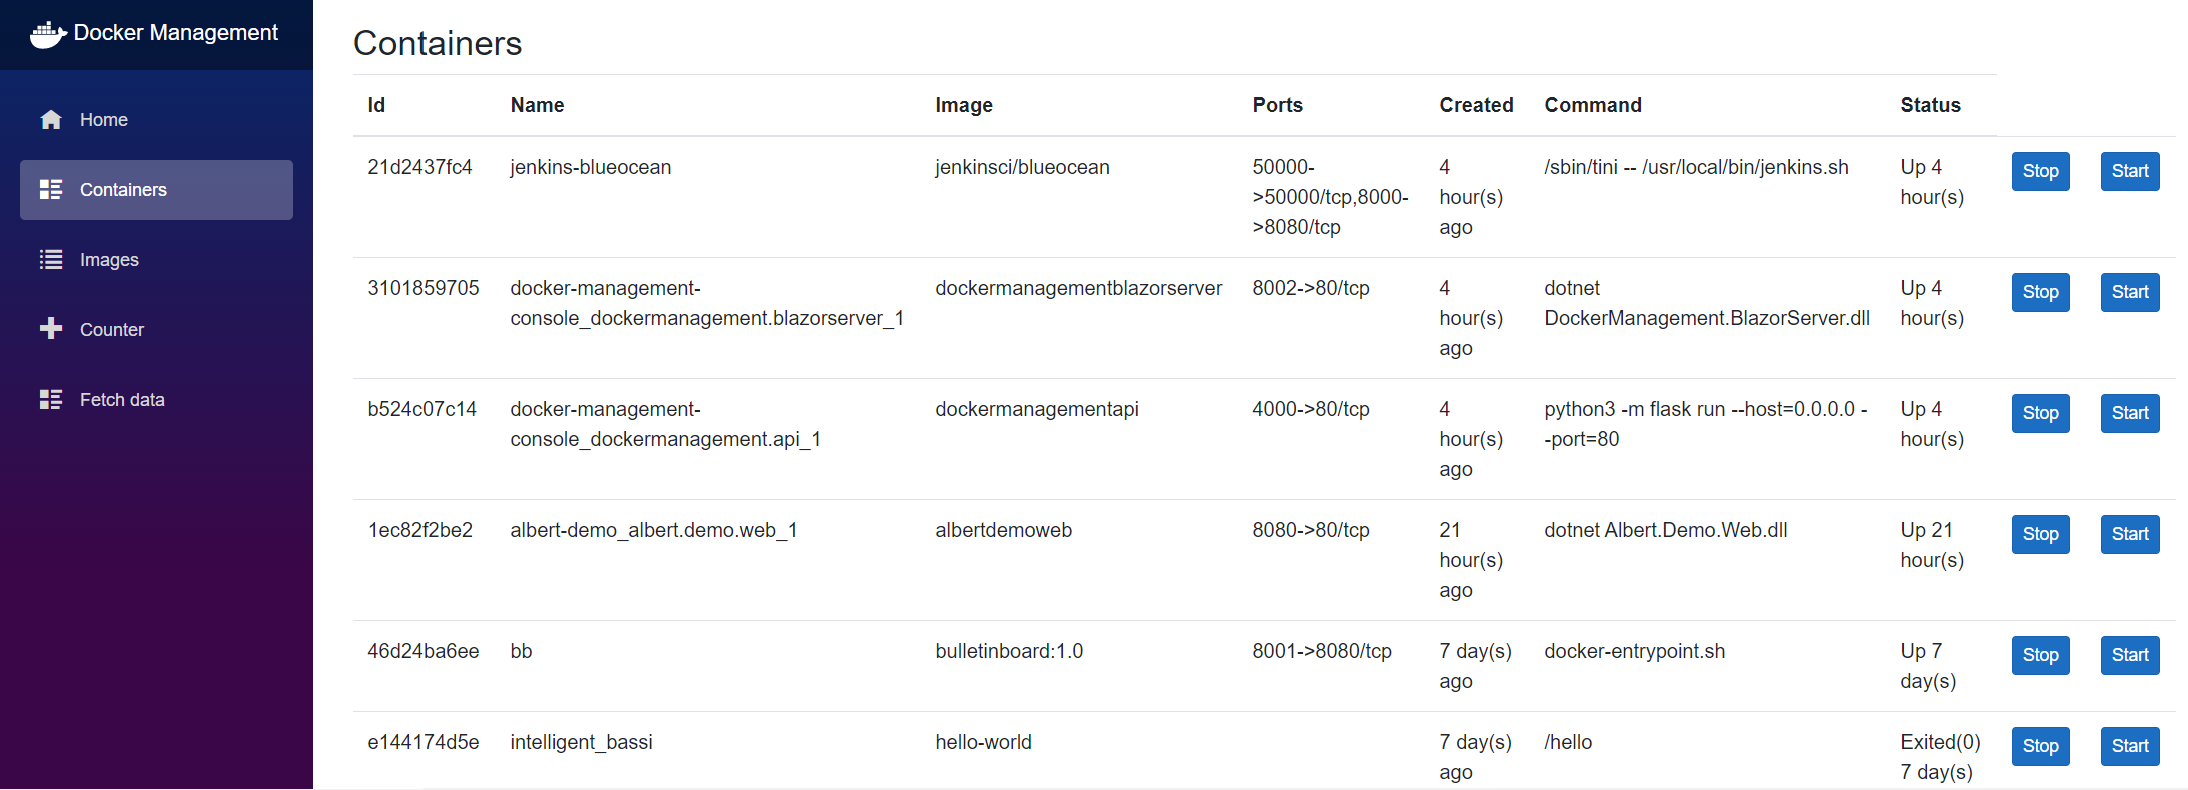 Docker Management
Home
Containers
Images
Counter
Fetch data
Containers
Id Name Image Ports Created Command Status
21d2437fc4 jenkins-blueocean jenkinsci/blueocean 50000- 4 /sbin/tini -- /usr/local/bin/jenkins.sh Up 4 Stop Start
>50000/tcp,8000- hour(s) hour(s)
>8080/tcp ago
3101859705 docker-management- dockermanagementblazorserver 8002->80/tcp 4 dotnet Up 4 Stop Start
console_dockermanagement.blazorserver_1 hour(s) DockerManagement.BlazorServer.dll hour(s)
ago
b524c07c14 docker-management- dockermanagementapi 4000->80/tcp 4 python3 -m flask run --host=0.0.0.0 - Up 4 Stop Start
console_dockermanagement.api_1 hour(s) -port=80 hour(s)
ago
1ec82f2be2 albert-demo_albert.demo.web_1 albertdemoweb 8080->80/tcp 21 dotnet Albert.Demo.Web.dll Up 21 Stop Start
hour(s) hour(s)
ago
46d24ba6ee bb bulletinboard:1.0 8001->8080/tcp 7 day(s) docker-entrypoint.sh Up 7 Stop Start
ago day(s)
e144174d5e intelligent_bassi hello-world 7 day(s) /hello Exited(0) Stop Start
ago 7 day(s)